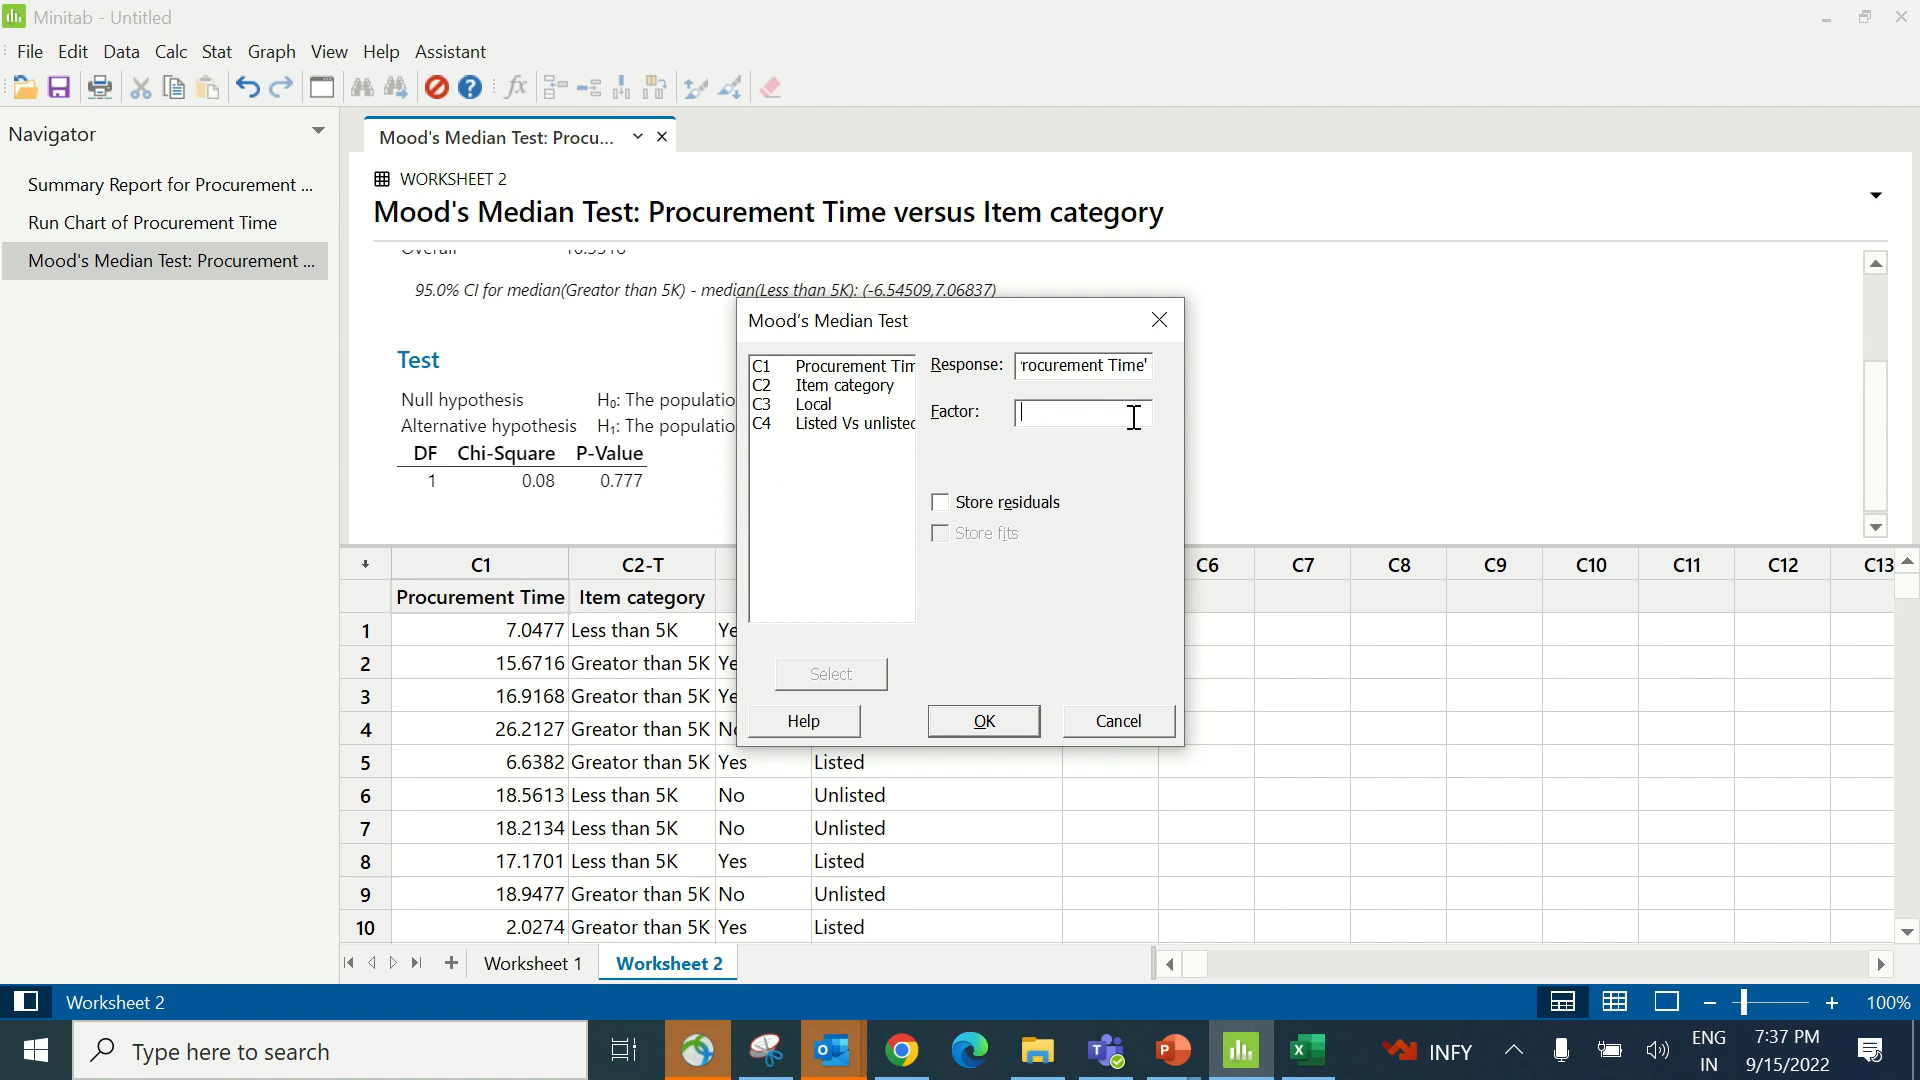 Minitab - Untitled
File Edit Data Calc Stat Graph View Help Assistant
Navigator
Summary Report for Procurement ...
Run Chart of Procurement Time
Mood's Median Test: Procurement ...
Mood's Median Test: Procu...
WORKSHEET 2
Mood's Median Test: Procurement Time versus Item category
95.0% CI for median(Greator than 5K) - median(Less than 5K): (-6.54509,7.06837)
Test
Null hypothesis H₀: The populatio
Alternative hypothesis H₁: The populatio
DF Chi-Square P-Value
1 0.08 0.777
Mood's Median Test
C1 Procurement Tim
C2 Item category
C3 Local
C4 Listed Vs unlisted
Response: rocurement Time'
Factor:
Store residuals
Store fits
Select
Help OK Cancel
C1 C2-T C6 C7 C8 C9 C10 C11 C12 C13
Procurement Time Item category
1 7.0477 Less than 5K Ye
2 15.6716 Greator than 5K Ye
3 16.9168 Greator than 5K Ye
4 26.2127 Greator than 5K No
5 6.6382 Greator than 5K Yes Listed
6 18.5613 Less than 5K No Unlisted
7 18.2134 Less than 5K No Unlisted
8 17.1701 Less than 5K Yes Listed
9 18.9477 Greator than 5K No Unlisted
10 2.0274 Greator than 5K Yes Listed
Worksheet 1 Worksheet 2
Worksheet 2 100%
Type here to search
INFY
ENG
IN
7:37 PM
9/15/2022